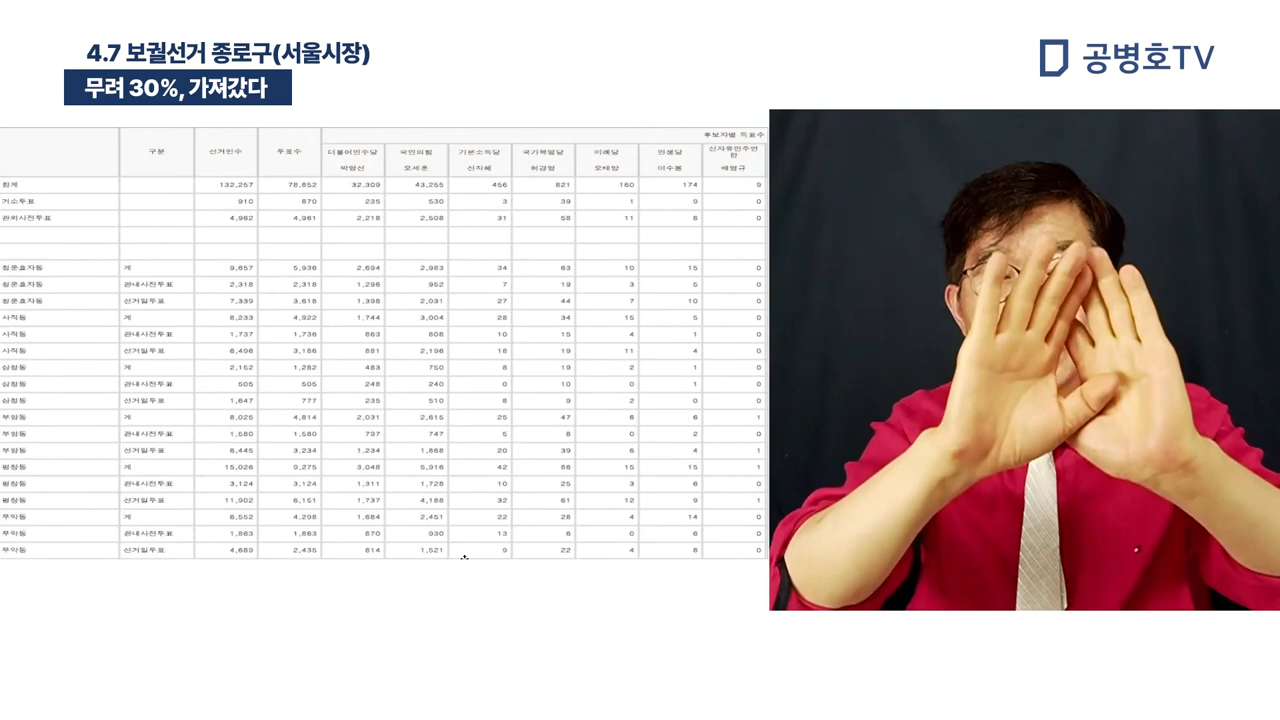 4.7 보궐선거 종로구(서울시장)
무려 30%, 가져갔다
공병호TV
후보자별 득표수
구분 선거인수 투표수 더불어민주당 국민의힘 기본소득당 국가혁명당 미래당 민생당 신자유민주연합
박영선 오세훈 신지혜 허경영 오태양 이수봉 배영규
합계 132,257 78,852 32,309 43,255 456 821 160 174 9
거소투표 910 870 235 530 3 39 1 9 0
관외사전투표 4,962 4,961 2,218 2,508 31 58 11 8 0
청운효자동 계 9,657 5,936 2,694 2,983 34 63 10 15 0
청운효자동 관내사전투표 2,318 2,318 1,296 952 7 19 3 5 0
청운효자동 선거일투표 7,339 3,618 1,398 2,031 27 44 7 10 0
사직동 계 8,233 4,922 1,744 3,004 28 34 15 5 0
사직동 관내사전투표 1,737 1,736 863 808 10 15 4 1 0
사직동 선거일투표 6,496 3,186 881 2,196 18 19 11 4 0
삼청동 계 2,152 1,282 483 750 8 19 2 1 0
삼청동 관내사전투표 505 505 248 240 0 10 0 1 0
삼청동 선거일투표 1,647 777 235 510 8 9 2 0 0
부암동 계 8,025 4,814 2,031 2,615 25 47 6 6 1
부암동 관내사전투표 1,580 1,580 797 747 5 8 0 2 0
부암동 선거일투표 6,445 3,234 1,234 1,868 20 39 6 4 1
평창동 계 15,026 9,275 3,048 5,916 42 86 15 15 1
평창동 관내사전투표 3,124 3,124 1,311 1,728 10 25 3 6 0
평창동 선거일투표 11,902 6,151 1,737 4,188 32 61 12 9 1
무악동 계 6,552 4,298 1,684 2,451 22 28 4 14 0
무악동 관내사전투표 1,863 1,863 870 930 13 6 0 6 0
무악동 선거일투표 4,689 2,435 814 1,521 9 22 4 8 0